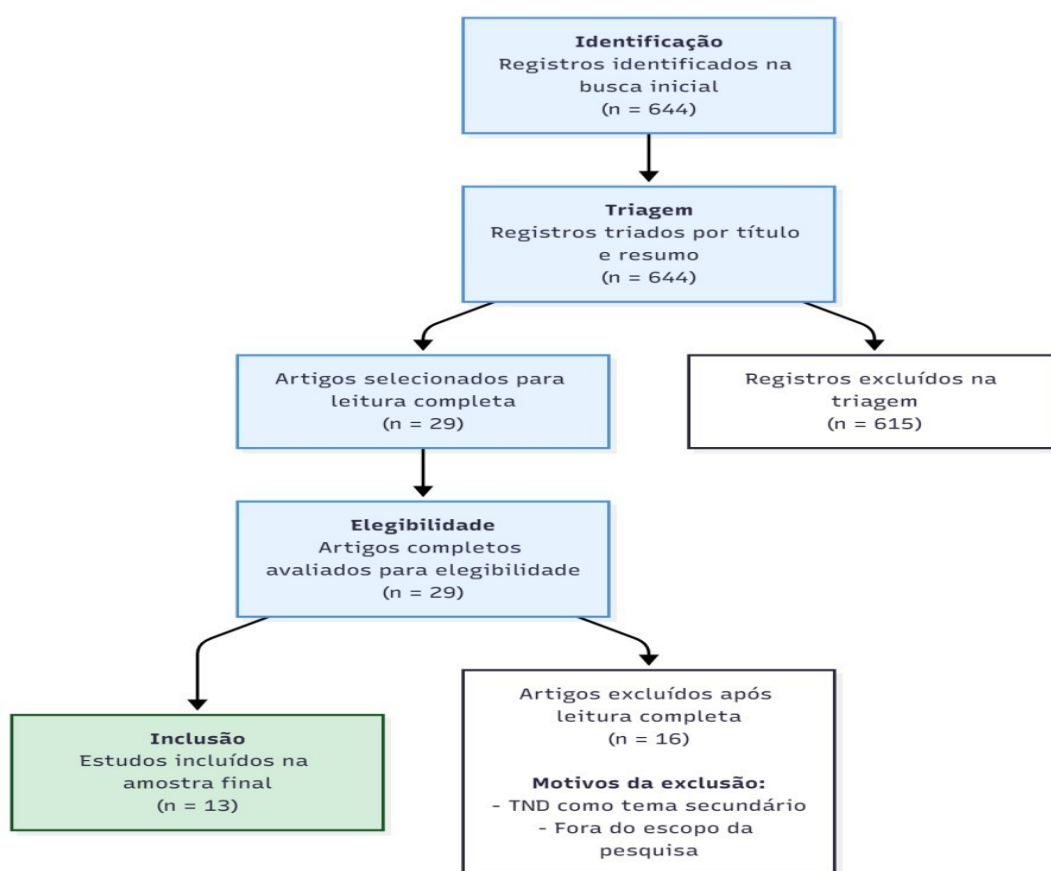 Identificação
Registros identificados na
busca inicial
(n = 644)
Triagem
Registros triados por título
e resumo
(n = 644)
Artigos selecionados para
leitura completa
(n = 29)
Registros excluídos na
triagem
(n = 615)
Elegibilidade
Artigos completos
avaliados para elegibilidade
(n = 29)
Inclusão
Estudos incluídos na
amostra final
(n = 13)
Artigos excluídos após
leitura completa
(n = 16)
Motivos da exclusão:
- TND como tema secundário
- Fora do escopo da
pesquisa